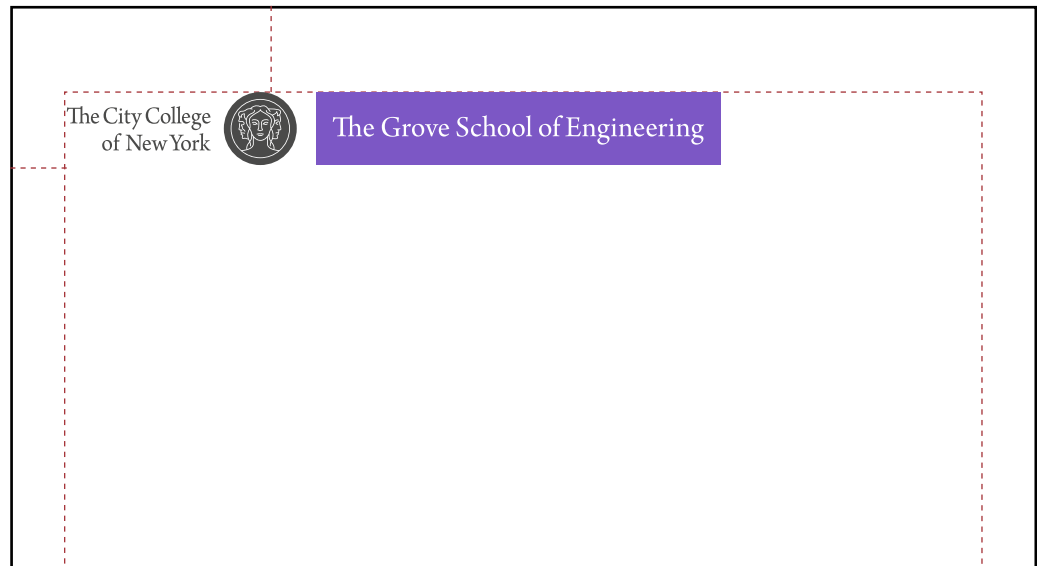 The City College
of New York
The Grove School of Engineering